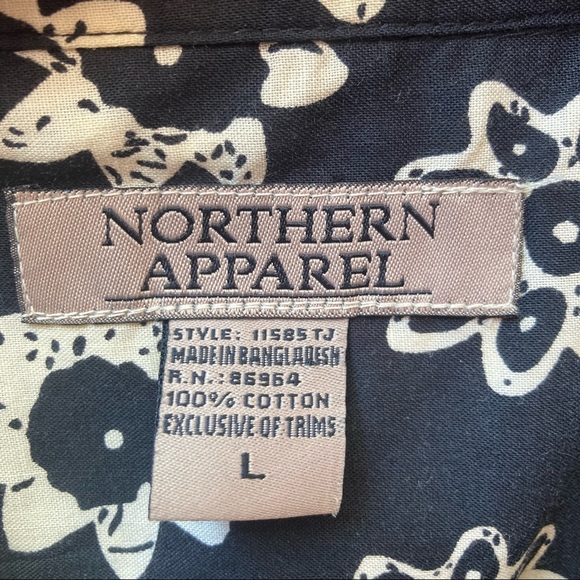 NORTHERN
APPAREL
STYLE: 11585 TJ
MADE IN BANGLADESH
R.N.: 86964
100% COTTON
EXCLUSIVE OF TRIMS
L